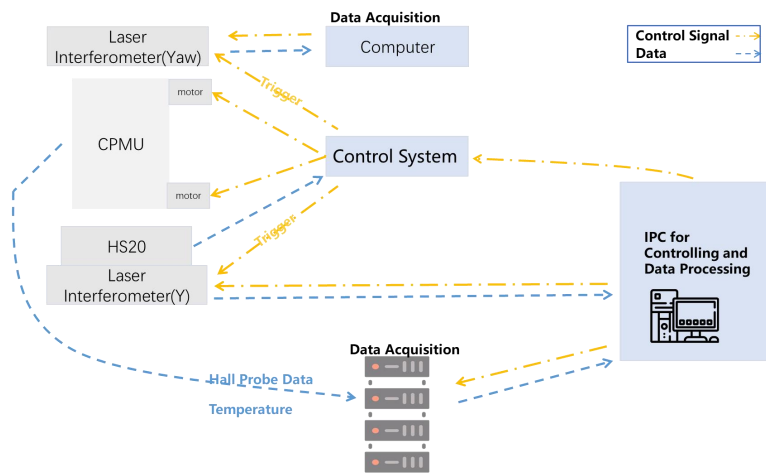 Data Acquisition
Laser
Interferometer(Yaw)
Computer
Control Signal
Data
Trigger
motor
CPMU
Control System
motor
Trigger
HS20
Laser
Interferometer(Y)
IPC for
Controlling and
Data Processing
Data Acquisition
Hall Probe Data
Temperature